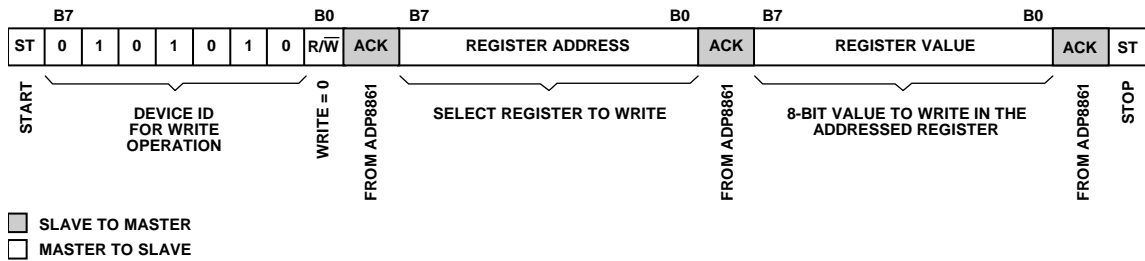 B7 B0 B7 B0 B7 B0
ST 0 1 0 1 0 1 0 R/W̅ ACK REGISTER ADDRESS ACK REGISTER VALUE ACK ST
START
DEVICE ID
FOR WRITE
OPERATION
WRITE = 0
FROM ADP8861
SELECT REGISTER TO WRITE
FROM ADP8861
8-BIT VALUE TO WRITE IN THE
ADDRESSED REGISTER
FROM ADP8861
STOP
SLAVE TO MASTER
MASTER TO SLAVE